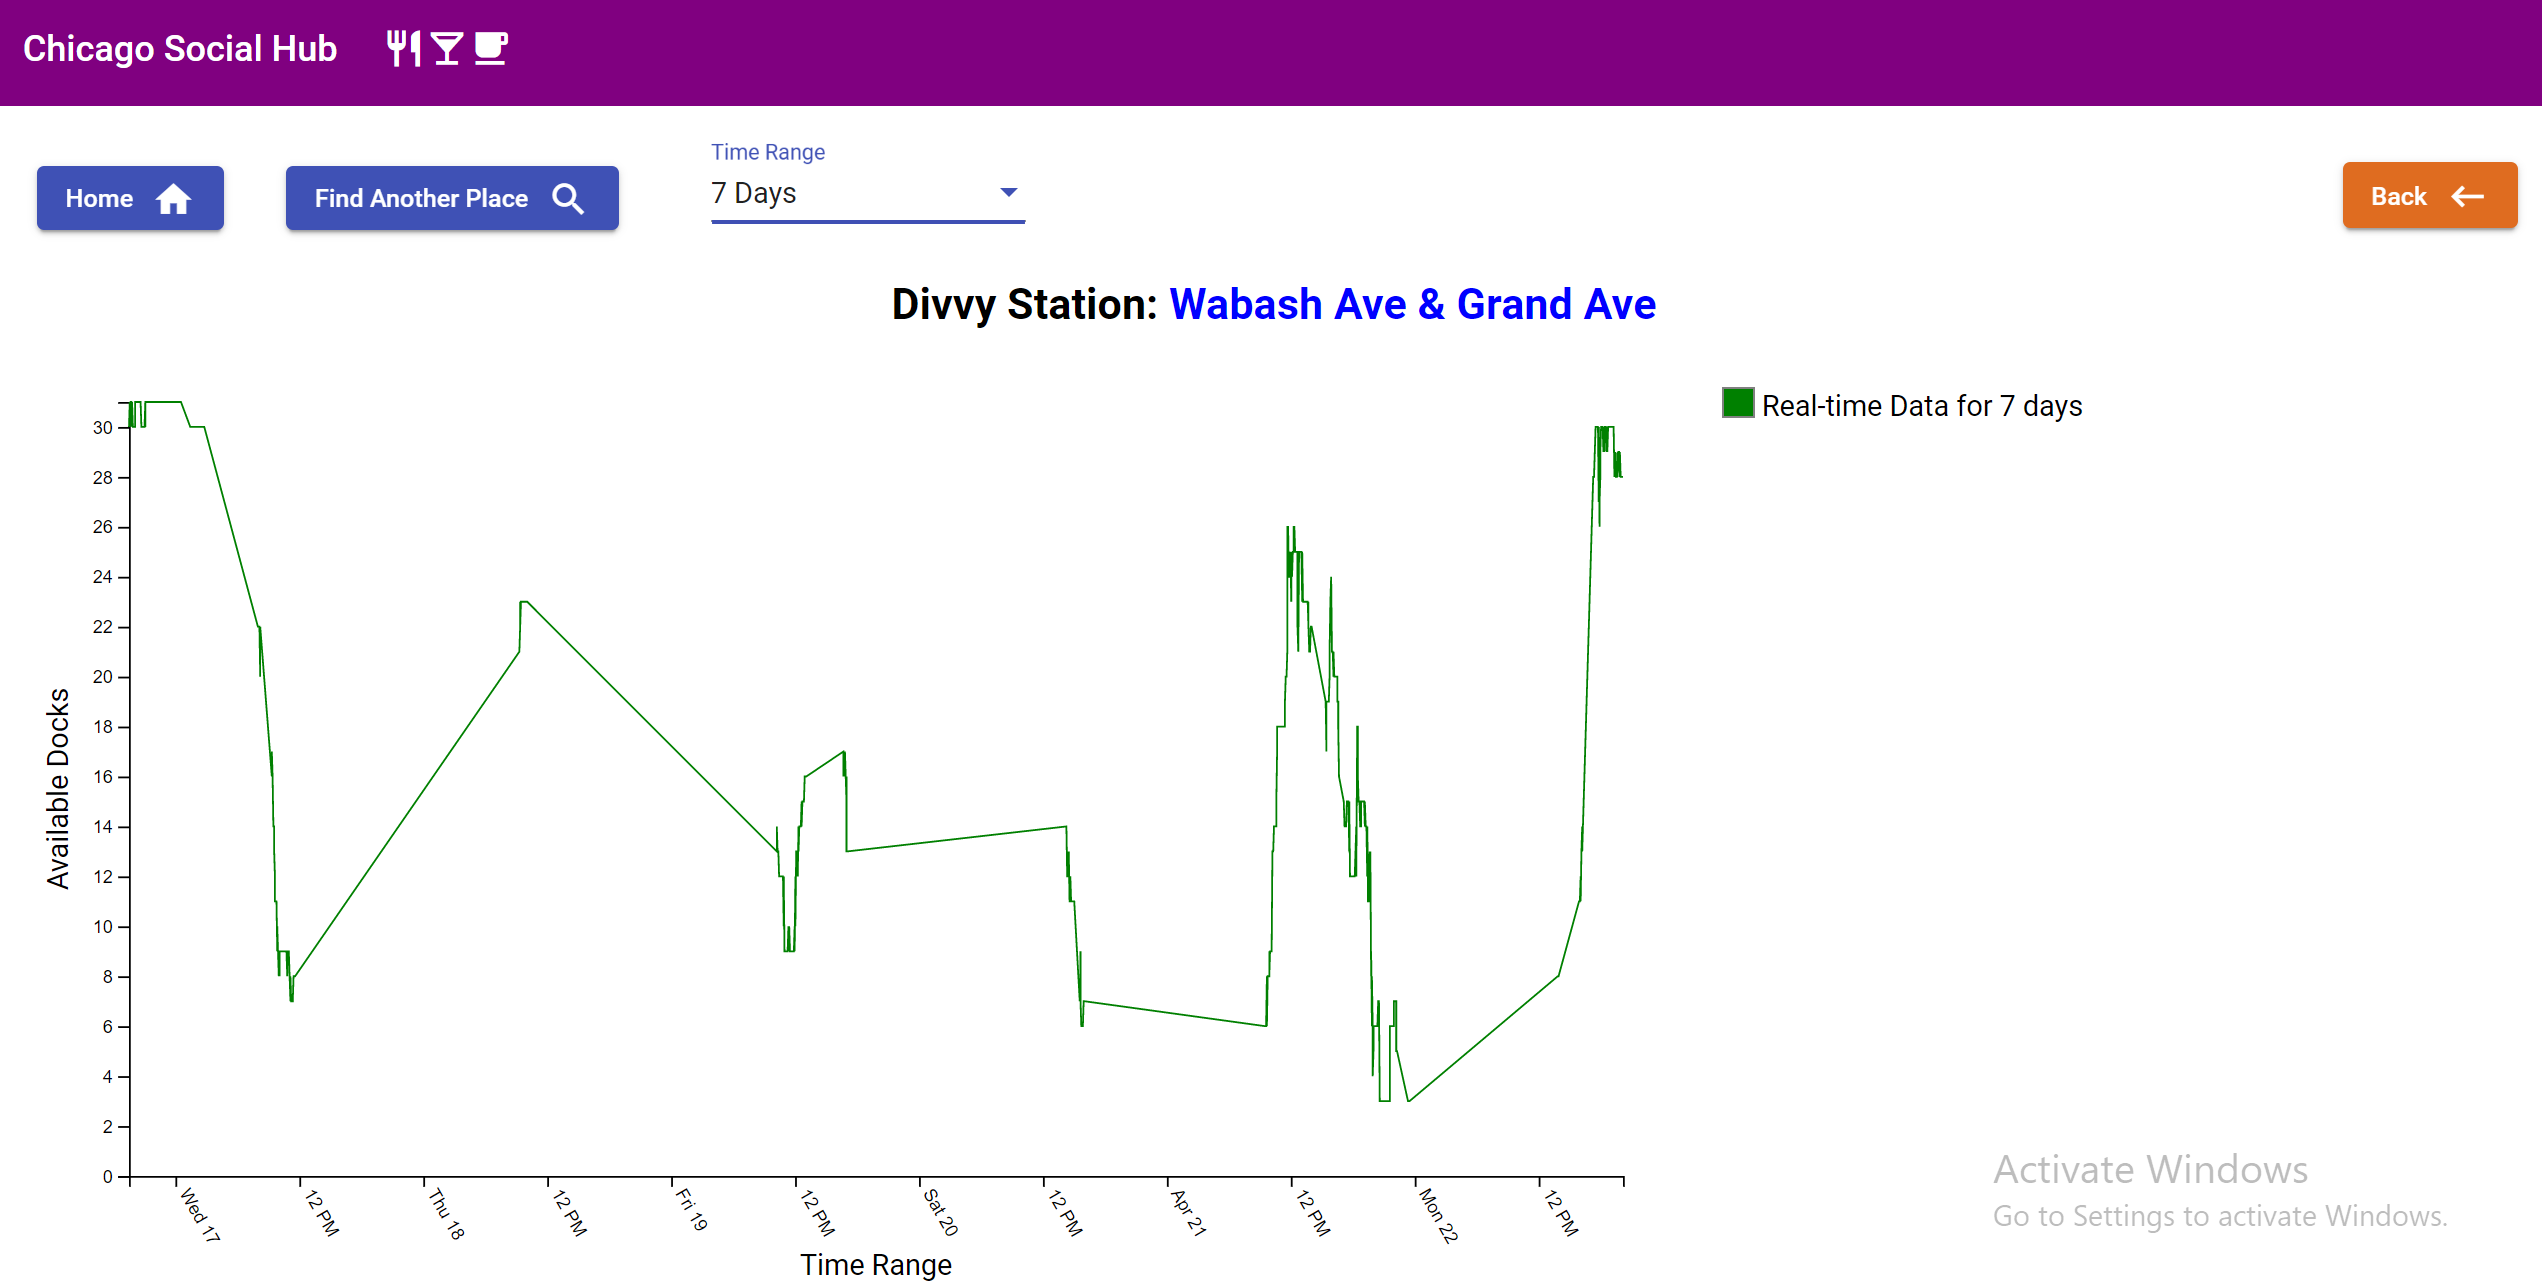 Chicago Social Hub
Home
Find Another Place
Time Range
7 Days
Back
Divvy Station: Wabash Ave & Grand Ave
Real-time Data for 7 days
30
28
26
24
22
20
18
16
14
12
10
8
6
4
2
0
Available Docks
Wed 17
12 PM
Thu 18
12 PM
Fri 19
12 PM
Sat 20
12 PM
Apr 21
12 PM
Mon 22
12 PM
Time Range
Activate Windows
Go to Settings to activate Windows.